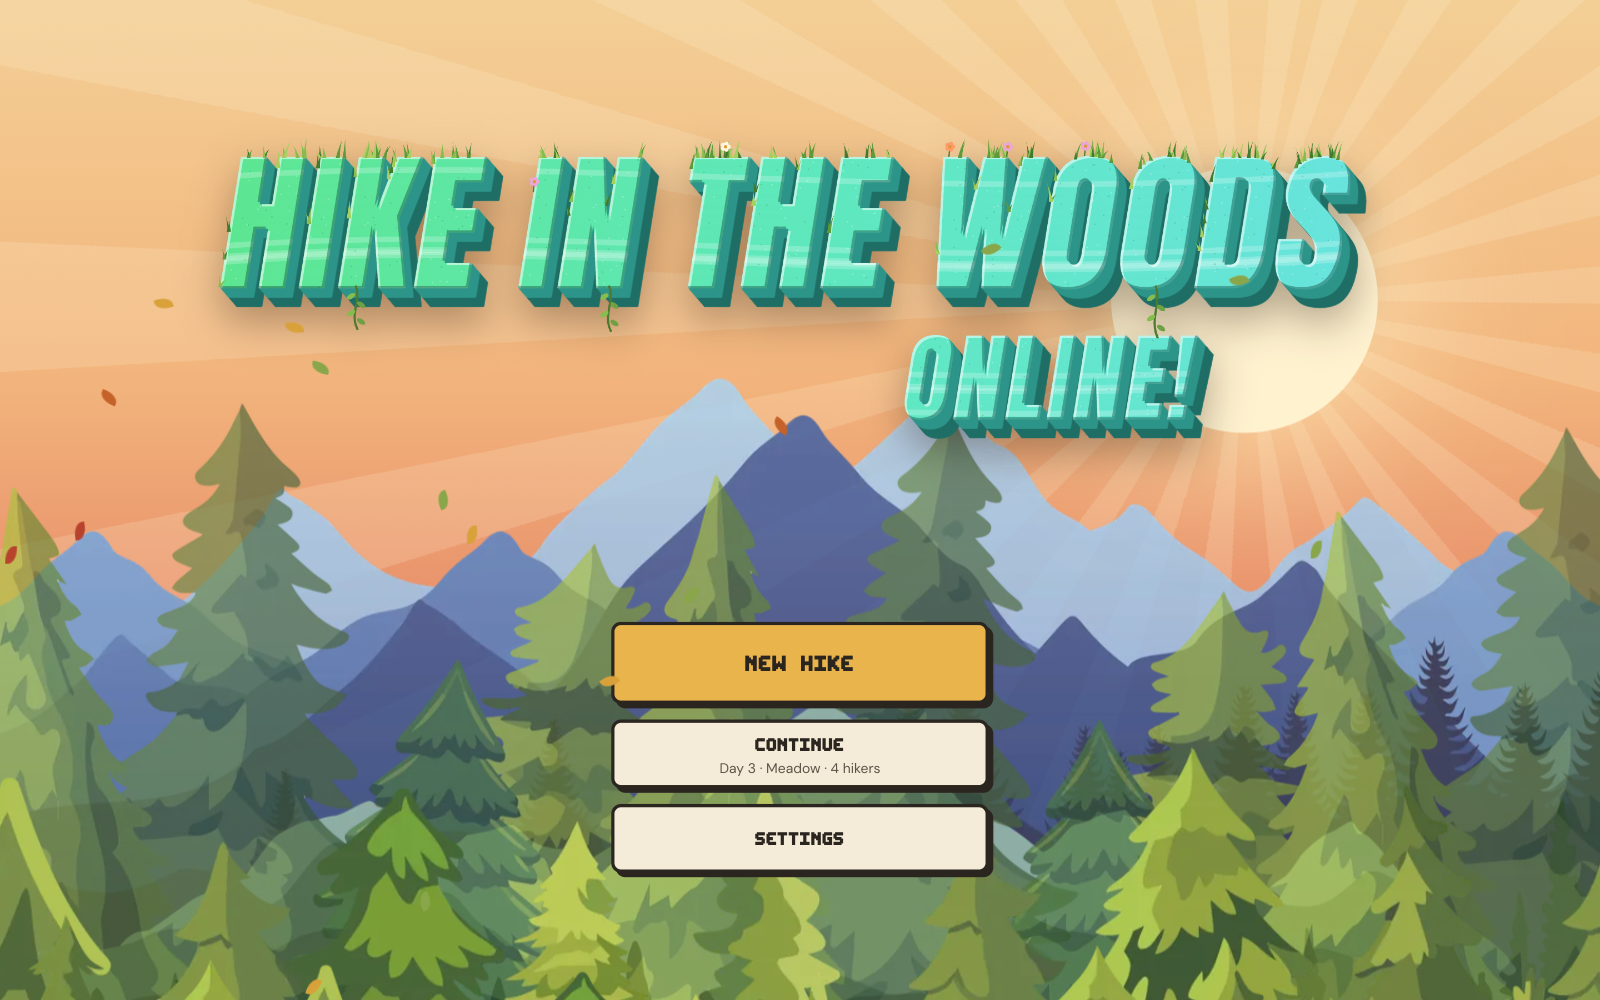 HIKE IN THE WOODS
ONLINE!
NEW HIKE
CONTINUE
Day 3 · Meadow · 4 hikers
SETTINGS